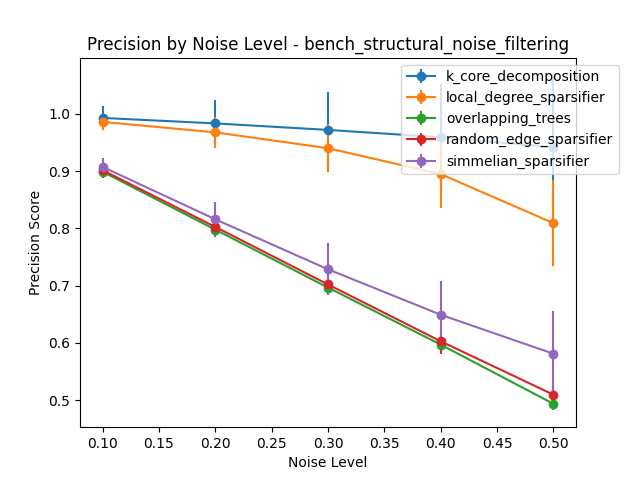 Precision by Noise Level - bench_structural_noise_filtering
k_core_decomposition
local_degree_sparsifier
overlapping_trees
random_edge_sparsifier
simmelian_sparsifier
Precision Score
1.0
0.9
0.8
0.7
0.6
0.5
0.10 0.15 0.20 0.25 0.30 0.35 0.40 0.45 0.50
Noise Level